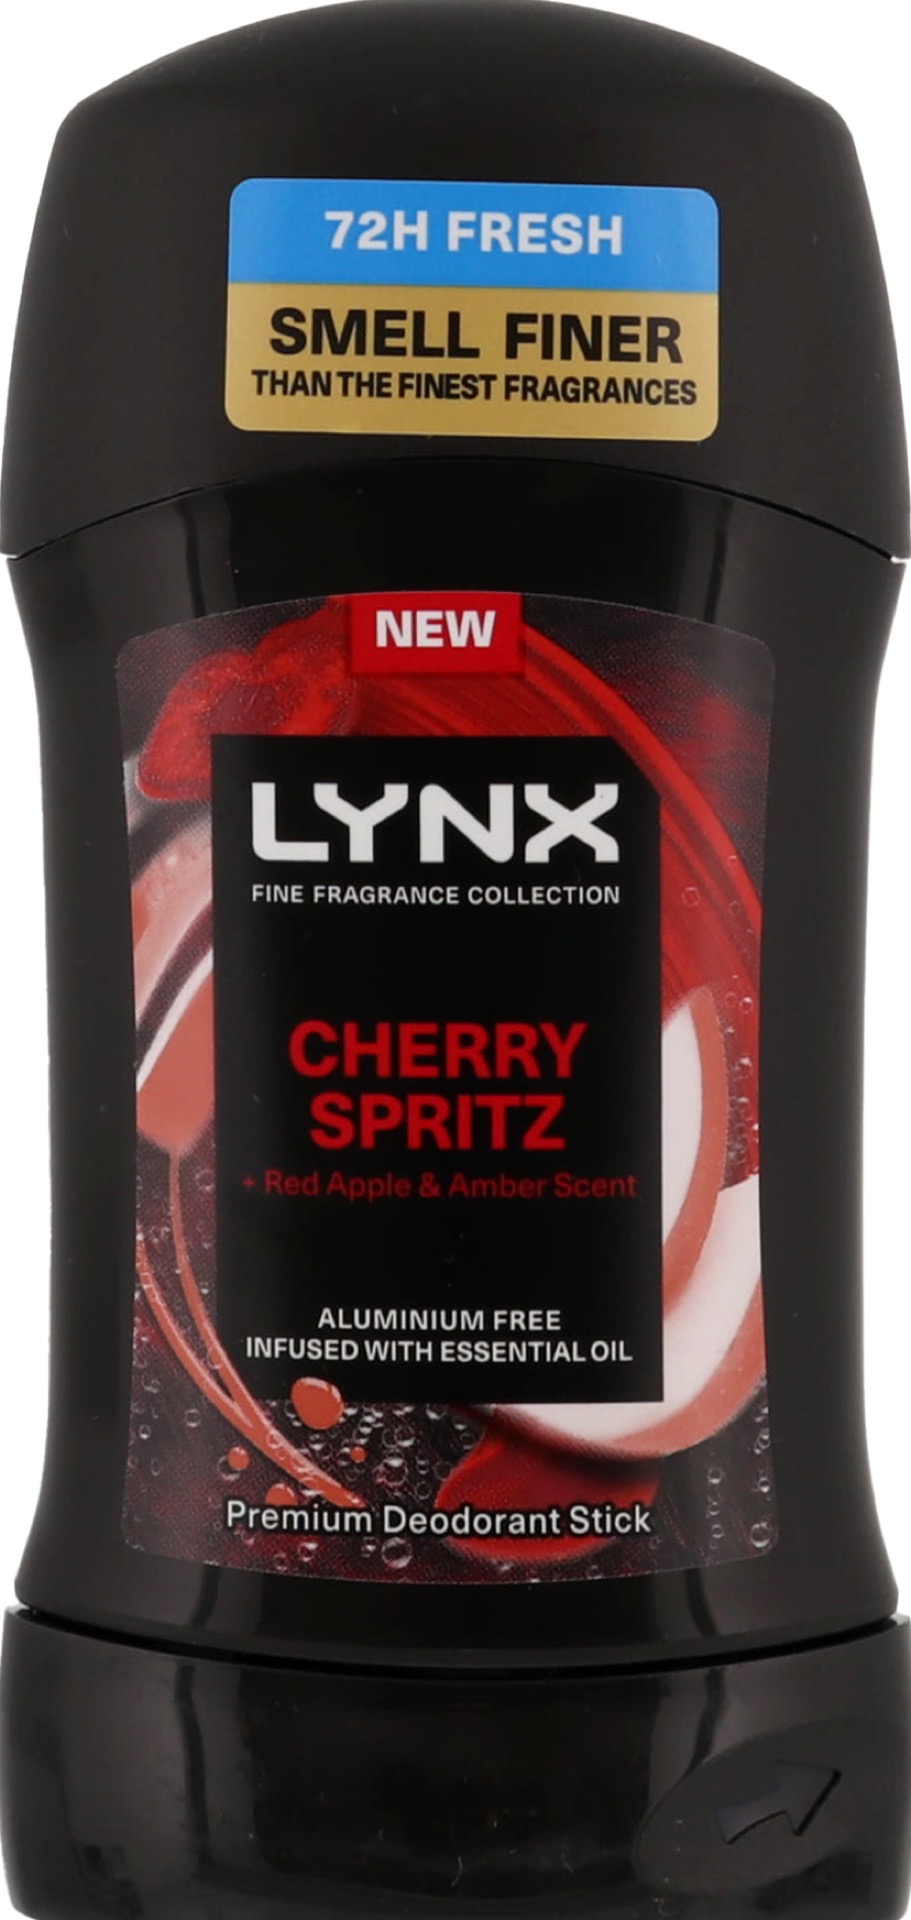 72H FRESH
SMELL FINER
THAN THE FINEST FRAGRANCES
NEW
LYNX
FINE FRAGRANCE COLLECTION
CHERRY
SPRITZ
+ Red Apple & Amber Scent
ALUMINIUM FREE
INFUSED WITH ESSENTIAL OIL
Premium Deodorant Stick